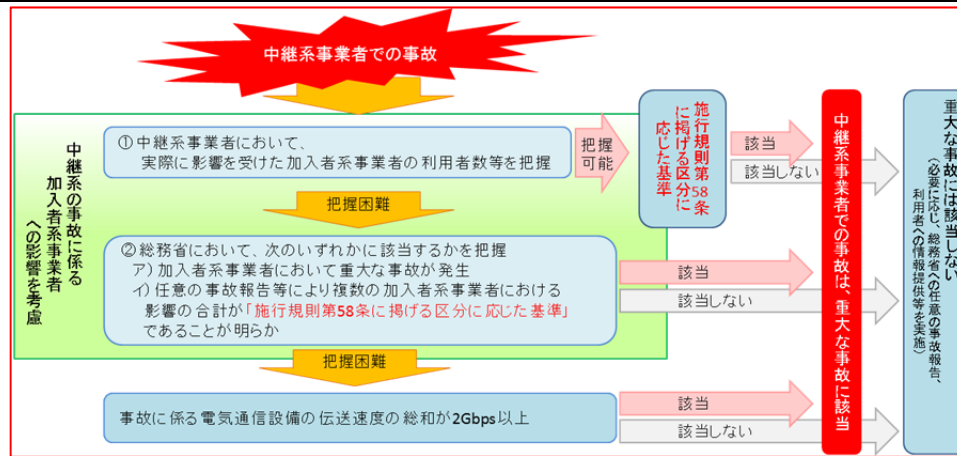 中継系事業者での事故
中継系の事故に係る
加入者系事業者
への影響を考慮
①中継系事業者において、
実際に影響を受けた加入者系事業者の利用者数等を把握
把握
可能
施行規則第58条
に掲げる区分に
応じた基準
該当
該当しない
把握困難
②総務省において、次のいずれかに該当するかを把握
ア）加入者系事業者において重大な事故が発生
イ）任意の事故報告等により複数の加入者系事業者における
影響の合計が「施行規則第58条に掲げる区分に応じた基準」
であることが明らか
該当
該当しない
把握困難
事故に係る電気通信設備の伝送速度の総和が2Gbps以上
該当
該当しない
中継系事業者での事故は、重大な事故に該当
重大な事故には該当しない
（必要に応じ、総務省への任意の事故報告、
利用者への情報提供等を実施）